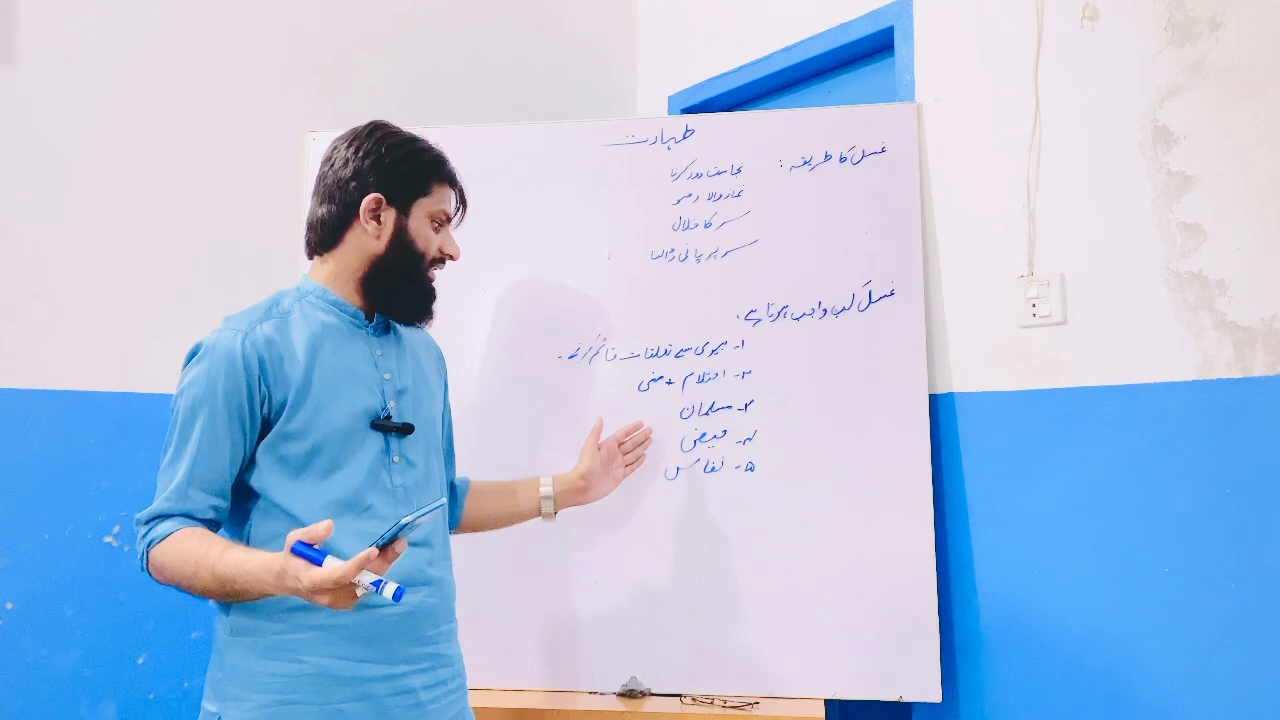 طہارت
غسل کا طریقہ : نجاست دور کرنا
نماز والا وضو
سر کا خلال
سر پر پانی ڈالنا
غسل کب واجب ہوتا ہے۔
۱۔ بیوی سے تعلقات قائم کرنے۔
۲۔ احتلام + منی
۳۔ مسلمان
۴۔ حیض
۵۔ نفاس